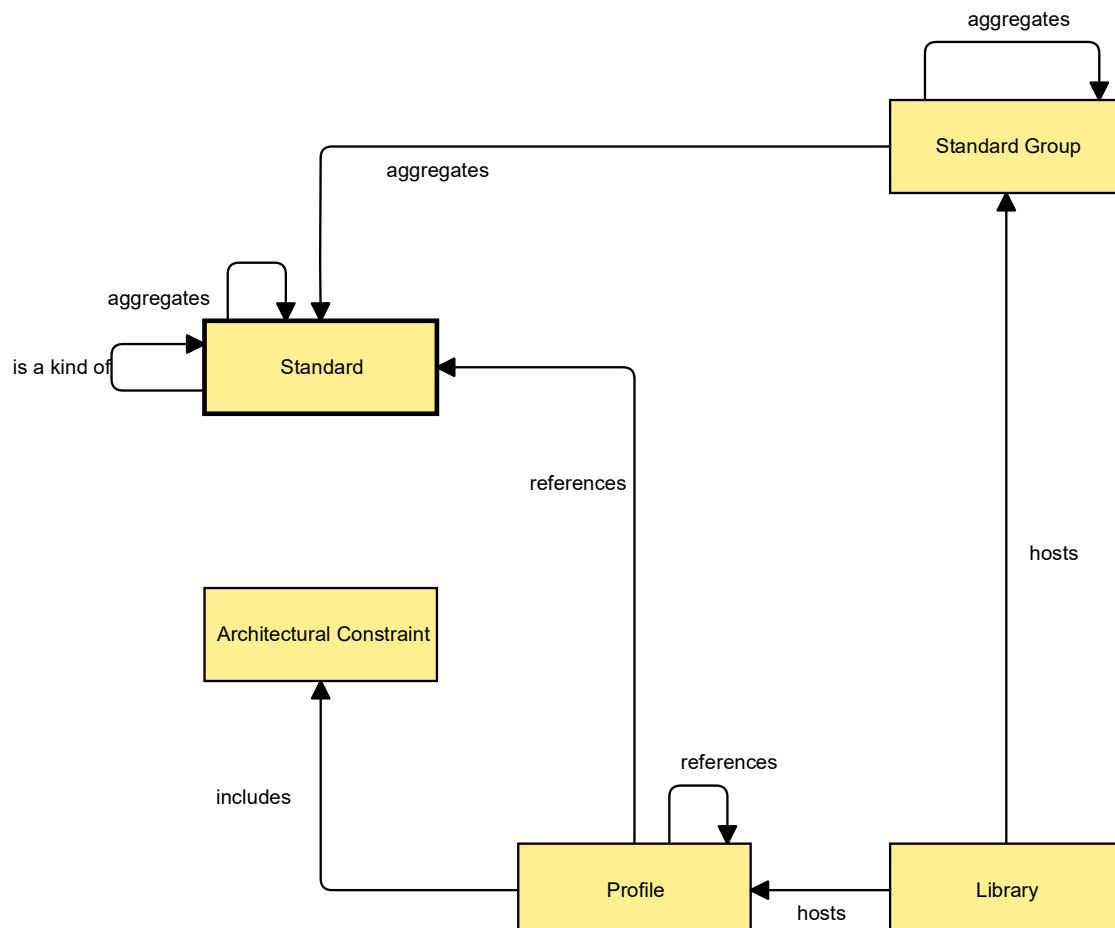 aggregates
Standard Group
aggregates
aggregates
is a kind of
Standard
references
hosts
Architectural Constraint
references
includes
Profile
Library
hosts